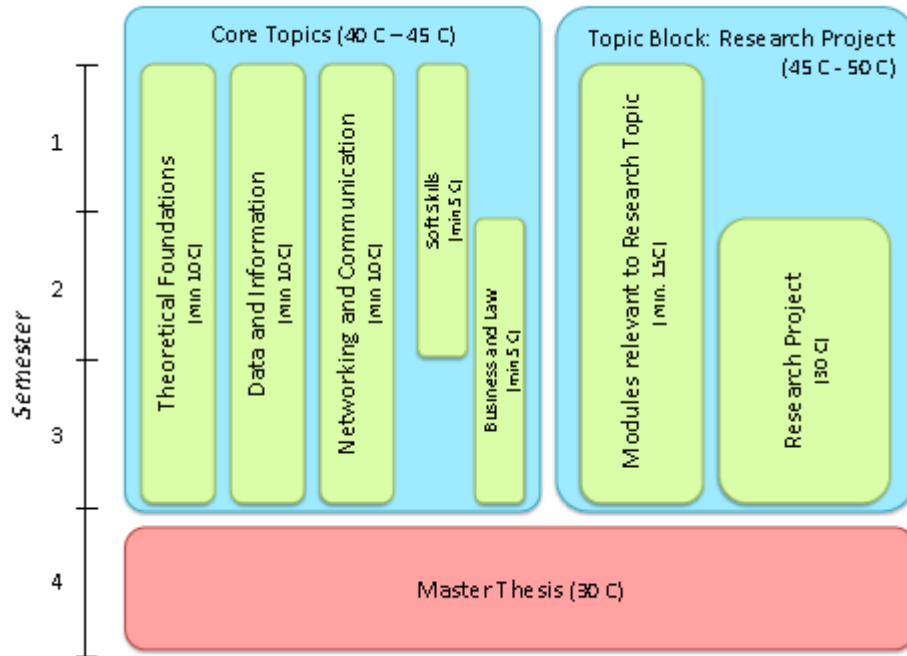 Core Topics (40 C – 45 C)
Topic Block: Research Project
(45 C - 50 C)
Semester
1
2
3
4
Theoretical Foundations
(Min 10 C)
Data and Information
(Min 10 C)
Networking and Communication
(Min 10 C)
Soft Skills
(min 5 C)
Business and Law
(min 5 C)
Modules relevant to Research Topic
(Min. 15C)
Research Project
(30 C)
Master Thesis (30 C)